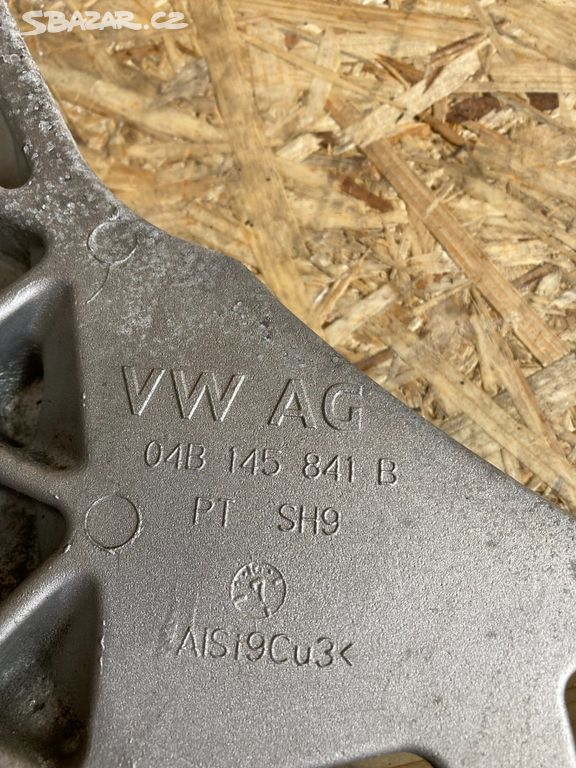 SBAZAR.CZ
VW AG
04B 145 841 B
PT SH9
AlSi9Cu3<